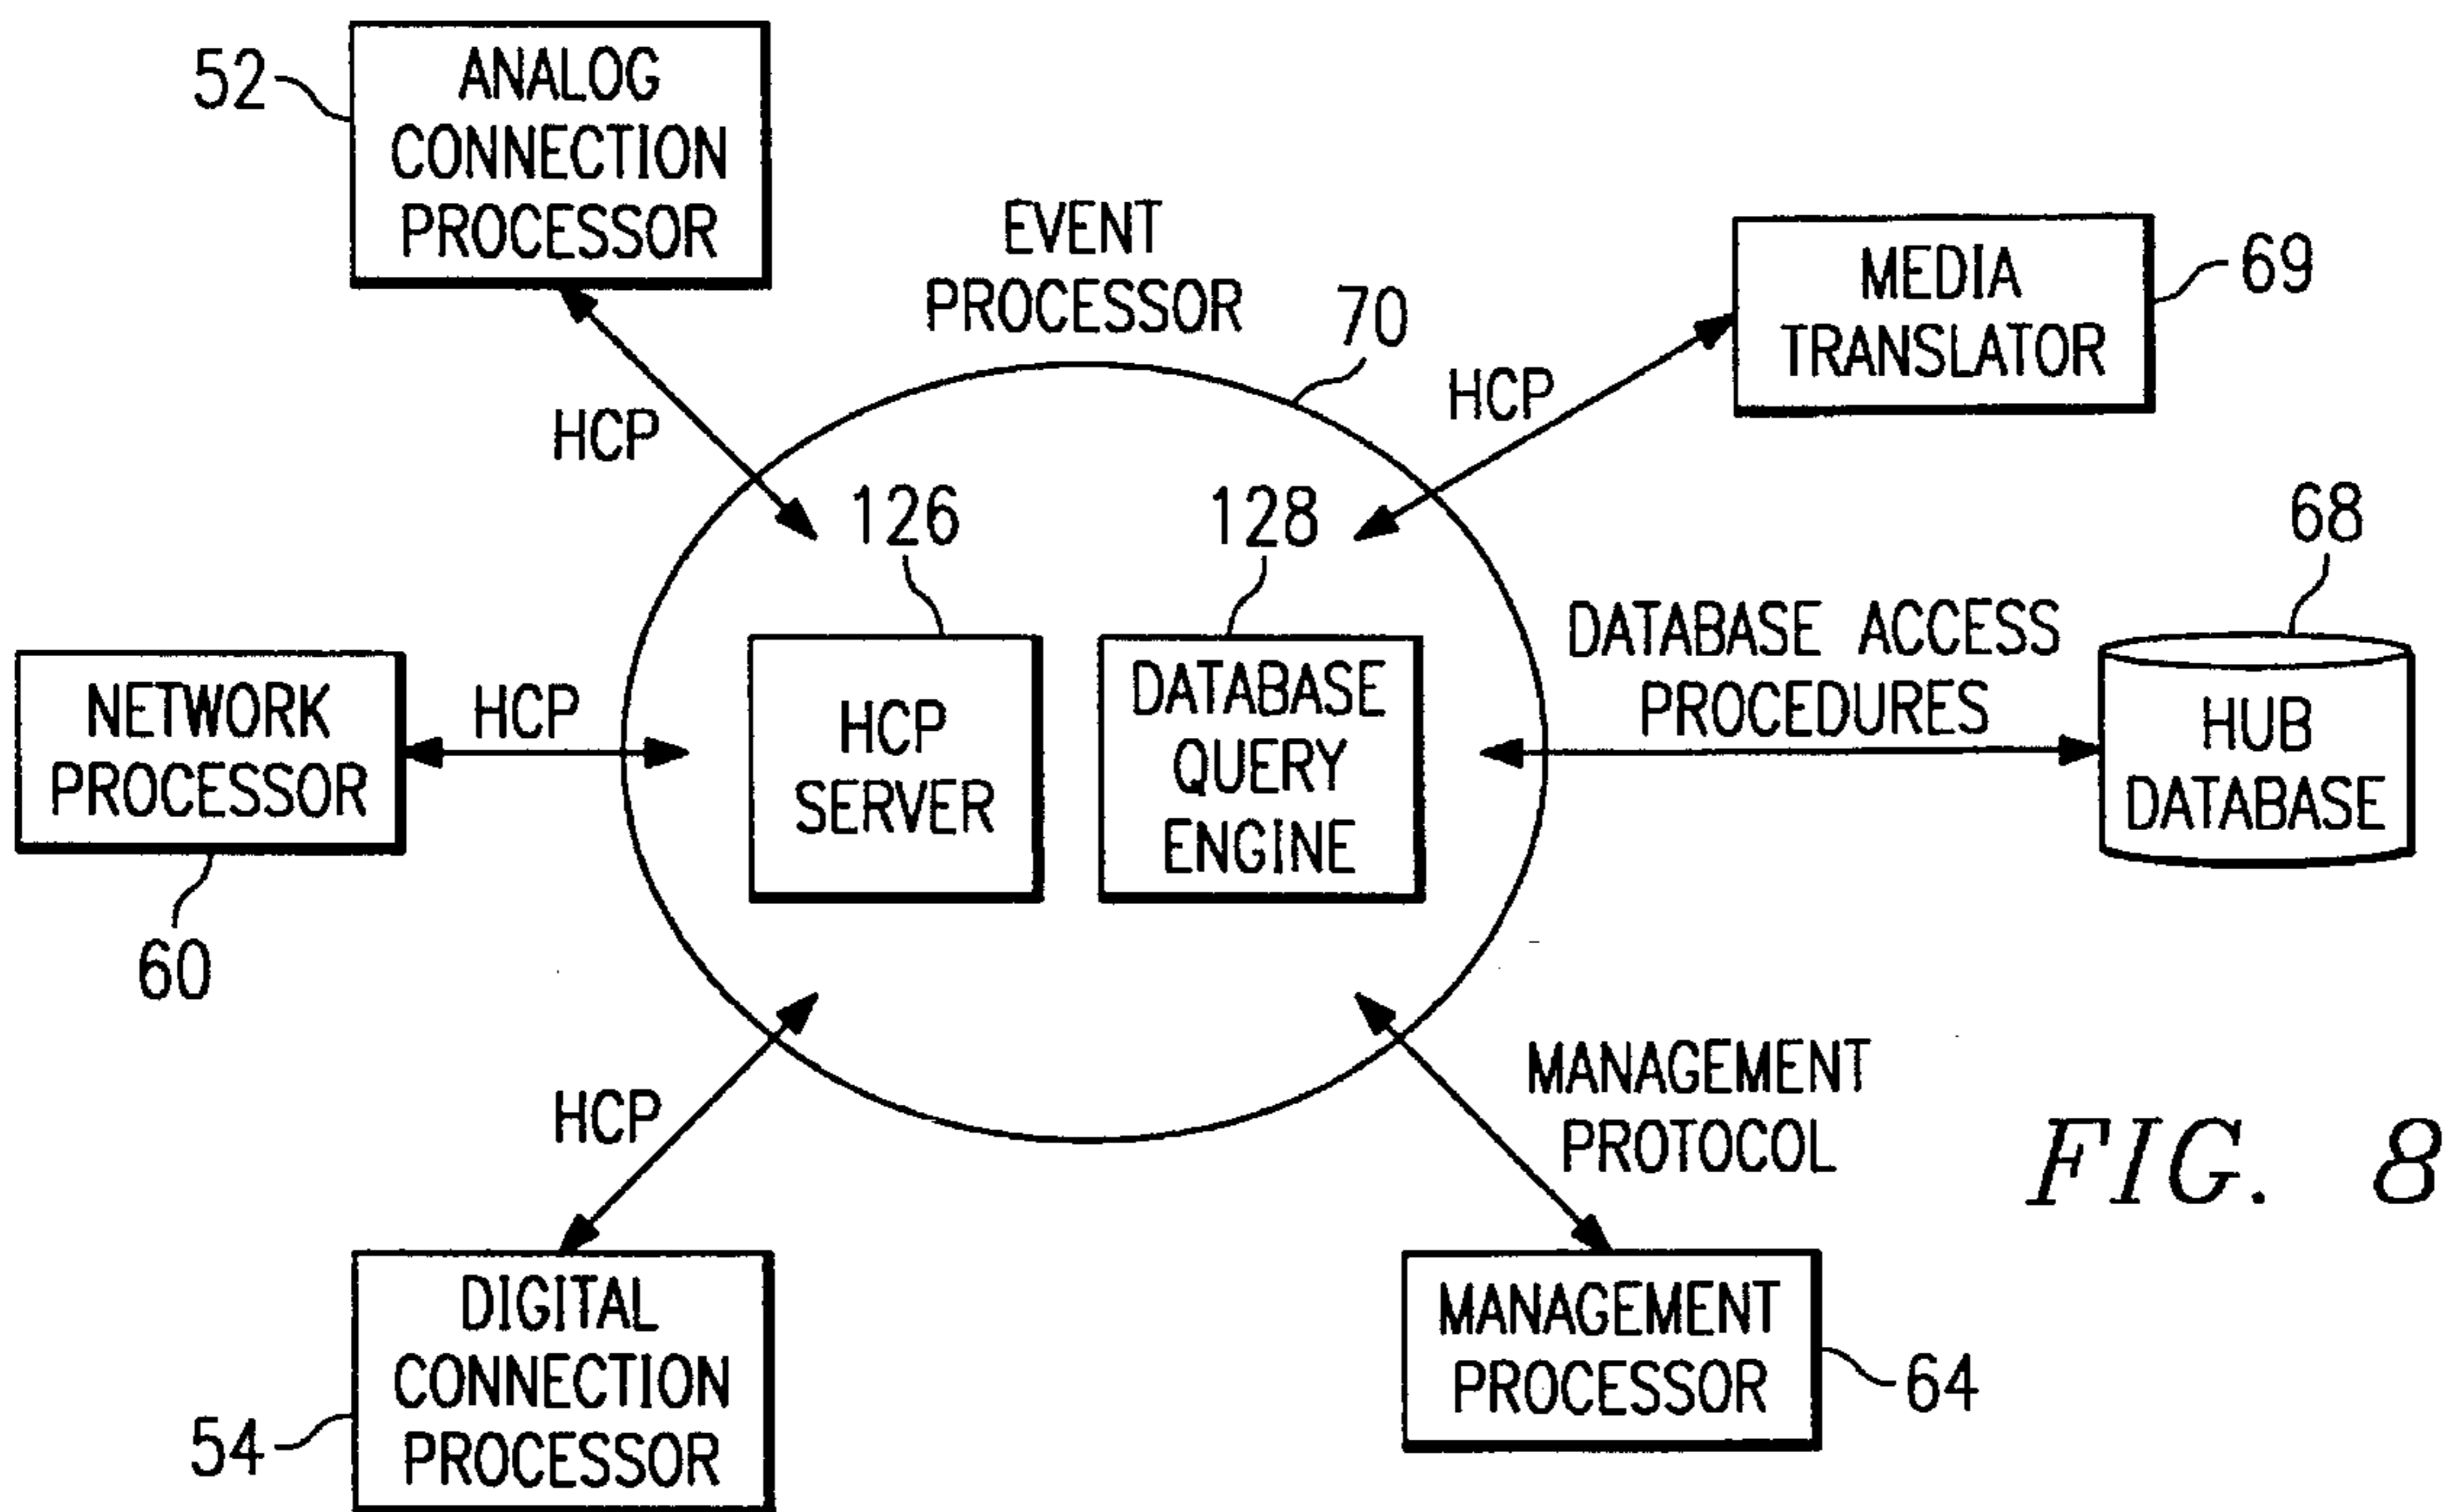 52
ANALOG
CONNECTION
PROCESSOR
EVENT
PROCESSOR
70
MEDIA
TRANSLATOR
69
HCP
HCP
126
128
68
DATABASE ACCESS
PROCEDURES
NETWORK
PROCESSOR
60
HCP
HCP
SERVER
DATABASE
QUERY
ENGINE
HUB
DATABASE
HCP
MANAGEMENT
PROTOCOL
DIGITAL
CONNECTION
PROCESSOR
54
MANAGEMENT
PROCESSOR
64
FIG. 8